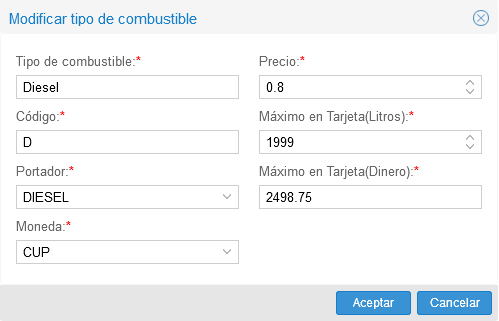 Modificar tipo de combustible
Tipo de combustible:*
Diesel
Precio:*
0.8
Código:*
D
Máximo en Tarjeta(Litros):*
1999
Portador:*
DIESEL
Máximo en Tarjeta(Dinero):*
2498.75
Moneda:*
CUP
Aceptar
Cancelar